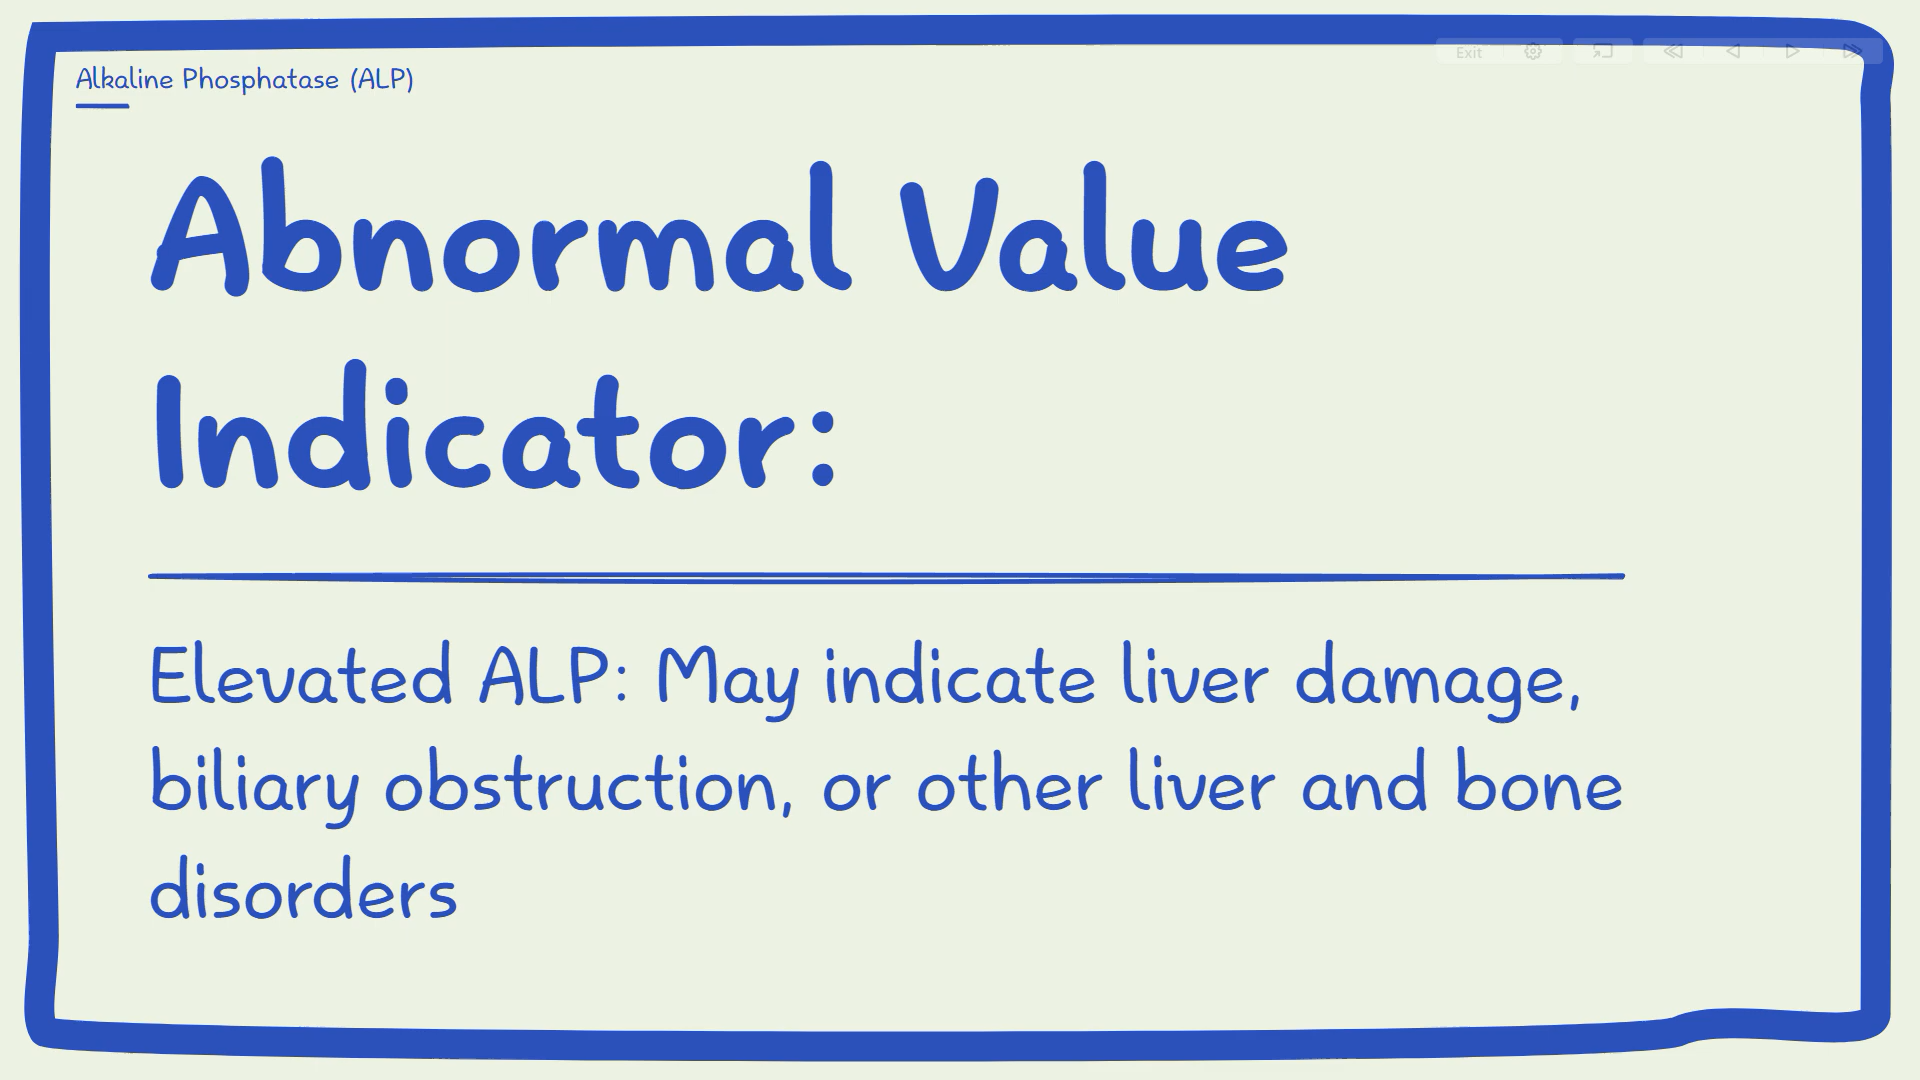 Exit
Alkaline Phosphatase (ALP)
Abnormal Value
Indicator:
Elevated ALP: May indicate liver damage,
biliary obstruction, or other liver and bone
disorders